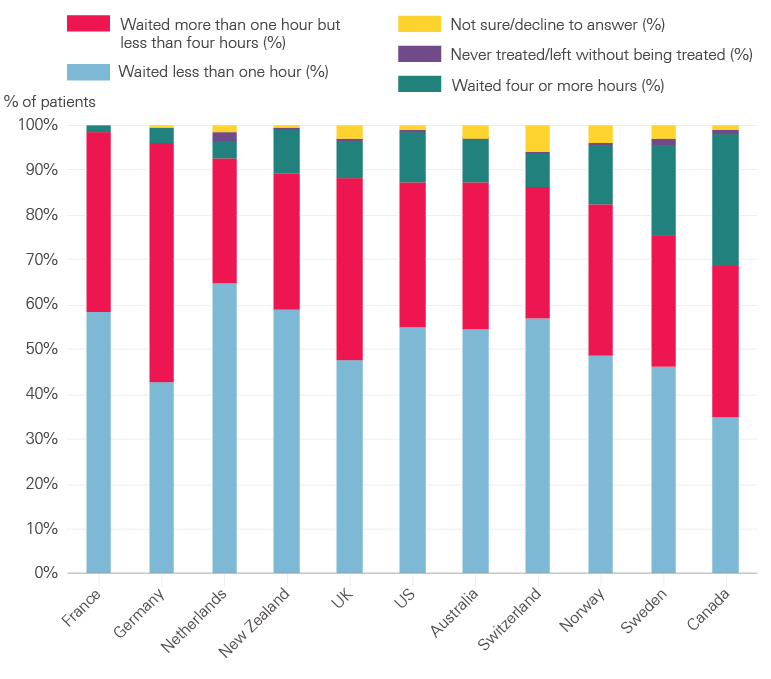 Waited more than one hour but
less than four hours (%)
Waited less than one hour (%)
Not sure/decline to answer (%)
Never treated/left without being treated (%)
Waited four or more hours (%)
% of patients
100%
90%
80%
70%
60%
50%
40%
30%
20%
10%
0%
France
Germany
Netherlands
New Zealand
UK
US
Australia
Switzerland
Norway
Sweden
Canada